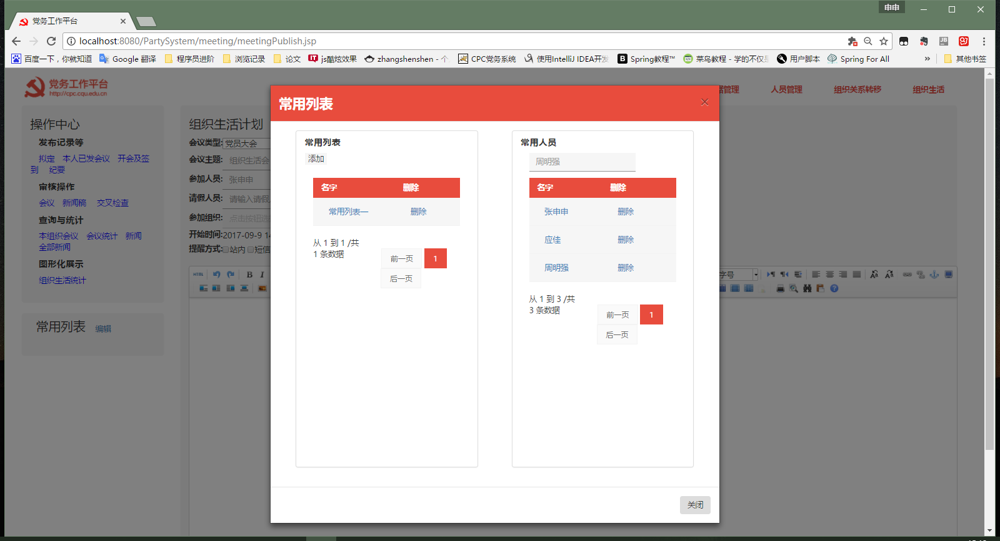 申申
党务工作平台
localhost:8080/PartySystem/meeting/meetingPublish.jsp
百度一下，你就知道 Google 翻译 程序员进阶 浏览记录 论文 js酷炫效果 zhangshenshen - 个 CPC党务系统 使用IntelliJ IDEA开发 Spring教程™ 菜鸟教程 - 学的不仅是 用户脚本 Spring For All » 其他书签
党务工作平台
http://cpc.cqu.edu.cn
管理 人员管理 组织关系转移 组织生活
操作中心
发布记录等
拟定 本人已发会议 开会及签
到 纪要
审核操作
会议 新闻稿 交叉检查
查询与统计
本组织会议 会议统计 新闻
全部新闻
图形化展示
组织生活统计
常用列表 编辑
组织生活计划
会议类型: 党员大会
会议主题: 组织生活会
参加人员: 张申申
请假人员: 请输入请假
参加组织: 点击按钮选
开始时间:2017-09-9 14
提醒方式: 站内 短信
HTML B I
字号
常用列表 ×
常用列表
添加
名字 删除
常用列表一 删除
从 1 到 1 /共
1 条数据
前一页 1
后一页
常用人员
周明强
名字 删除
张申申 删除
应佳 删除
周明强 删除
从 1 到 3 /共
3 条数据
前一页 1
后一页
关闭